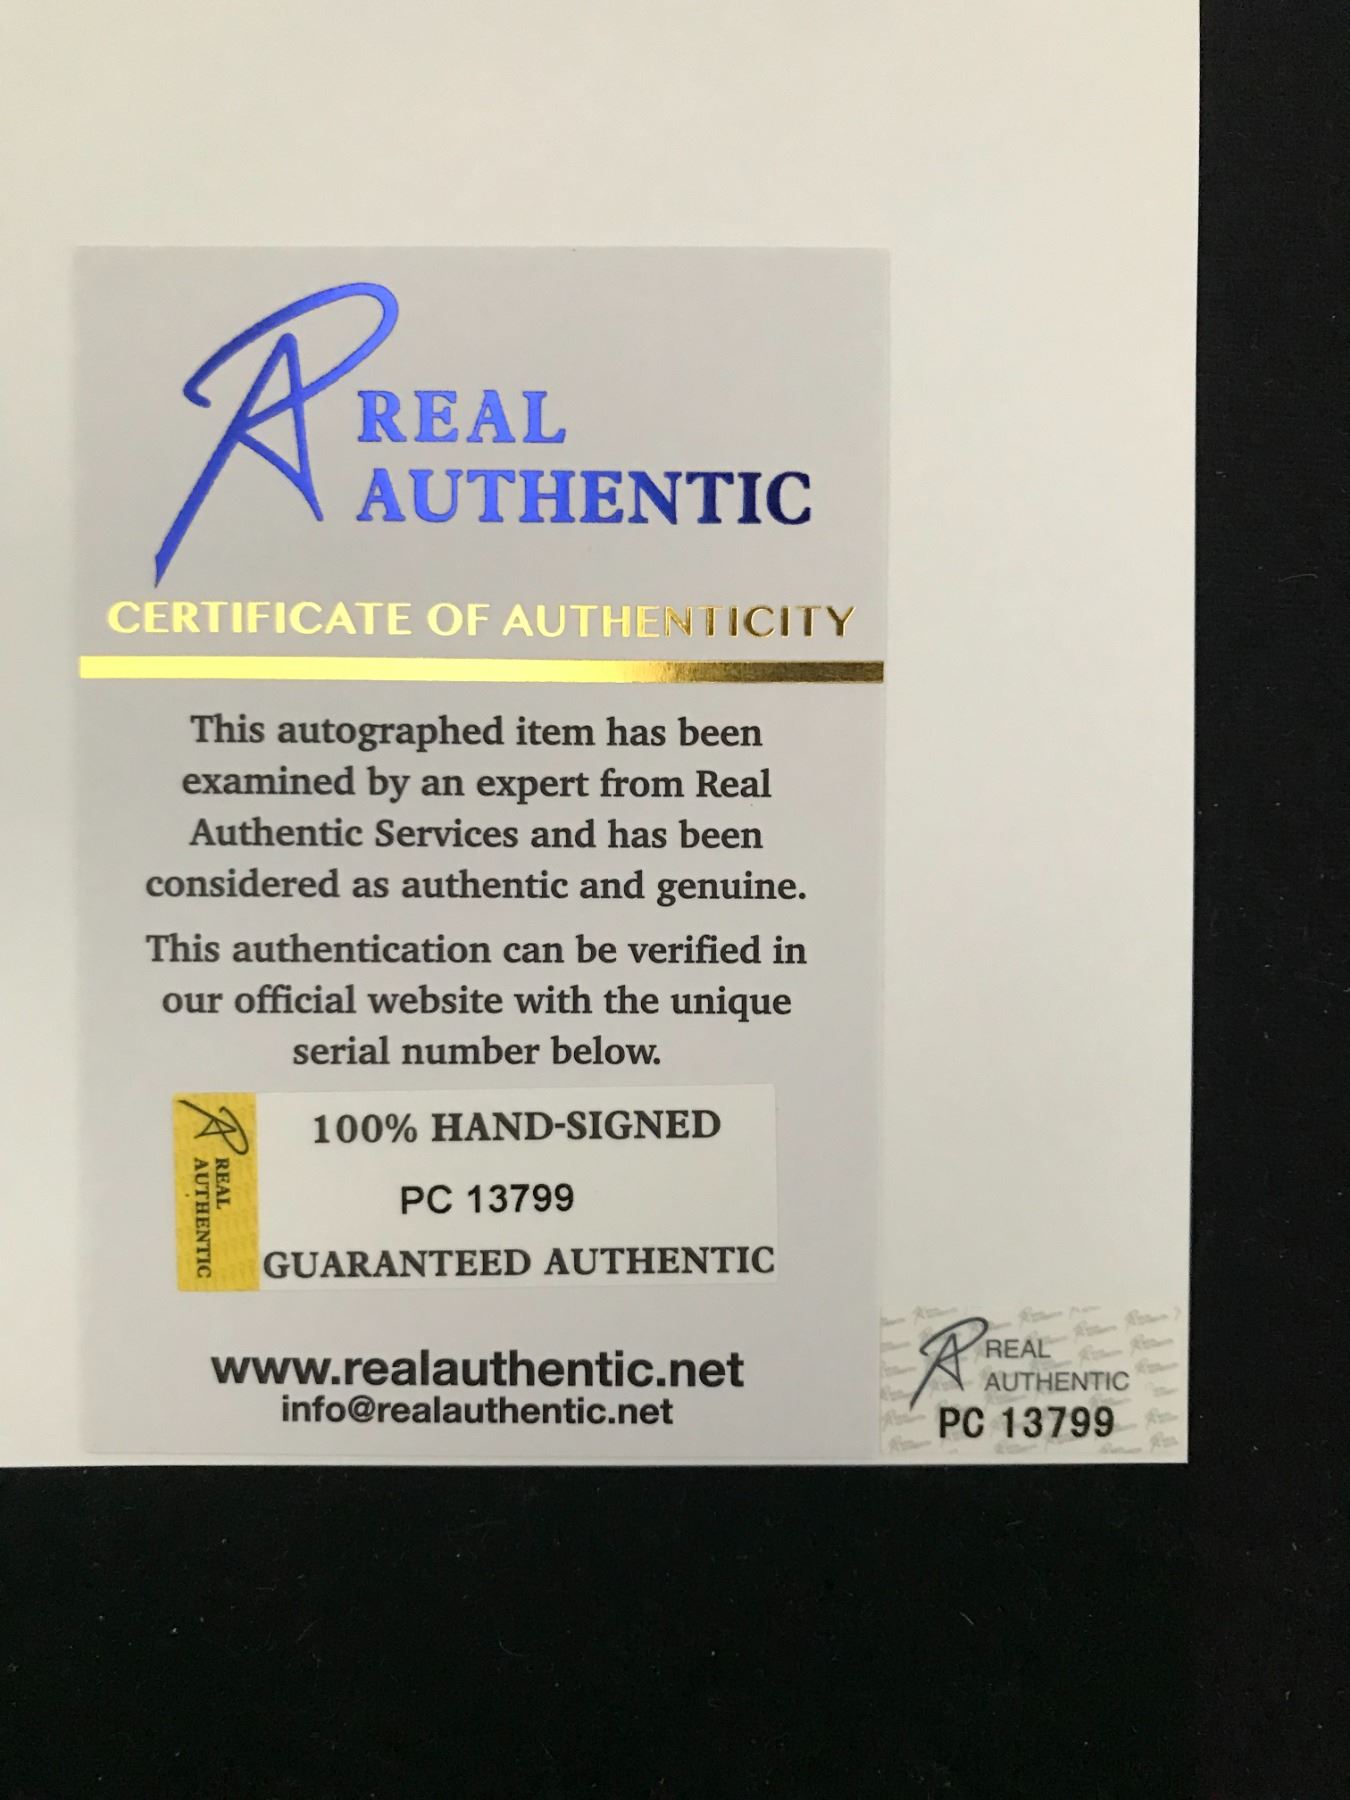 REAL
AUTHENTIC
CERTIFICATE OF AUTHENTICITY
This autographed item has been
examined by an expert from Real
Authentic Services and has been
considered as authentic and genuine.
This authentication can be verified in
our official website with the unique
serial number below.
REAL
AUTHENTIC
100% HAND-SIGNED
PC 13799
GUARANTEED AUTHENTIC
www.realauthentic.net
info@realauthentic.net
REAL
AUTHENTIC
PC 13799